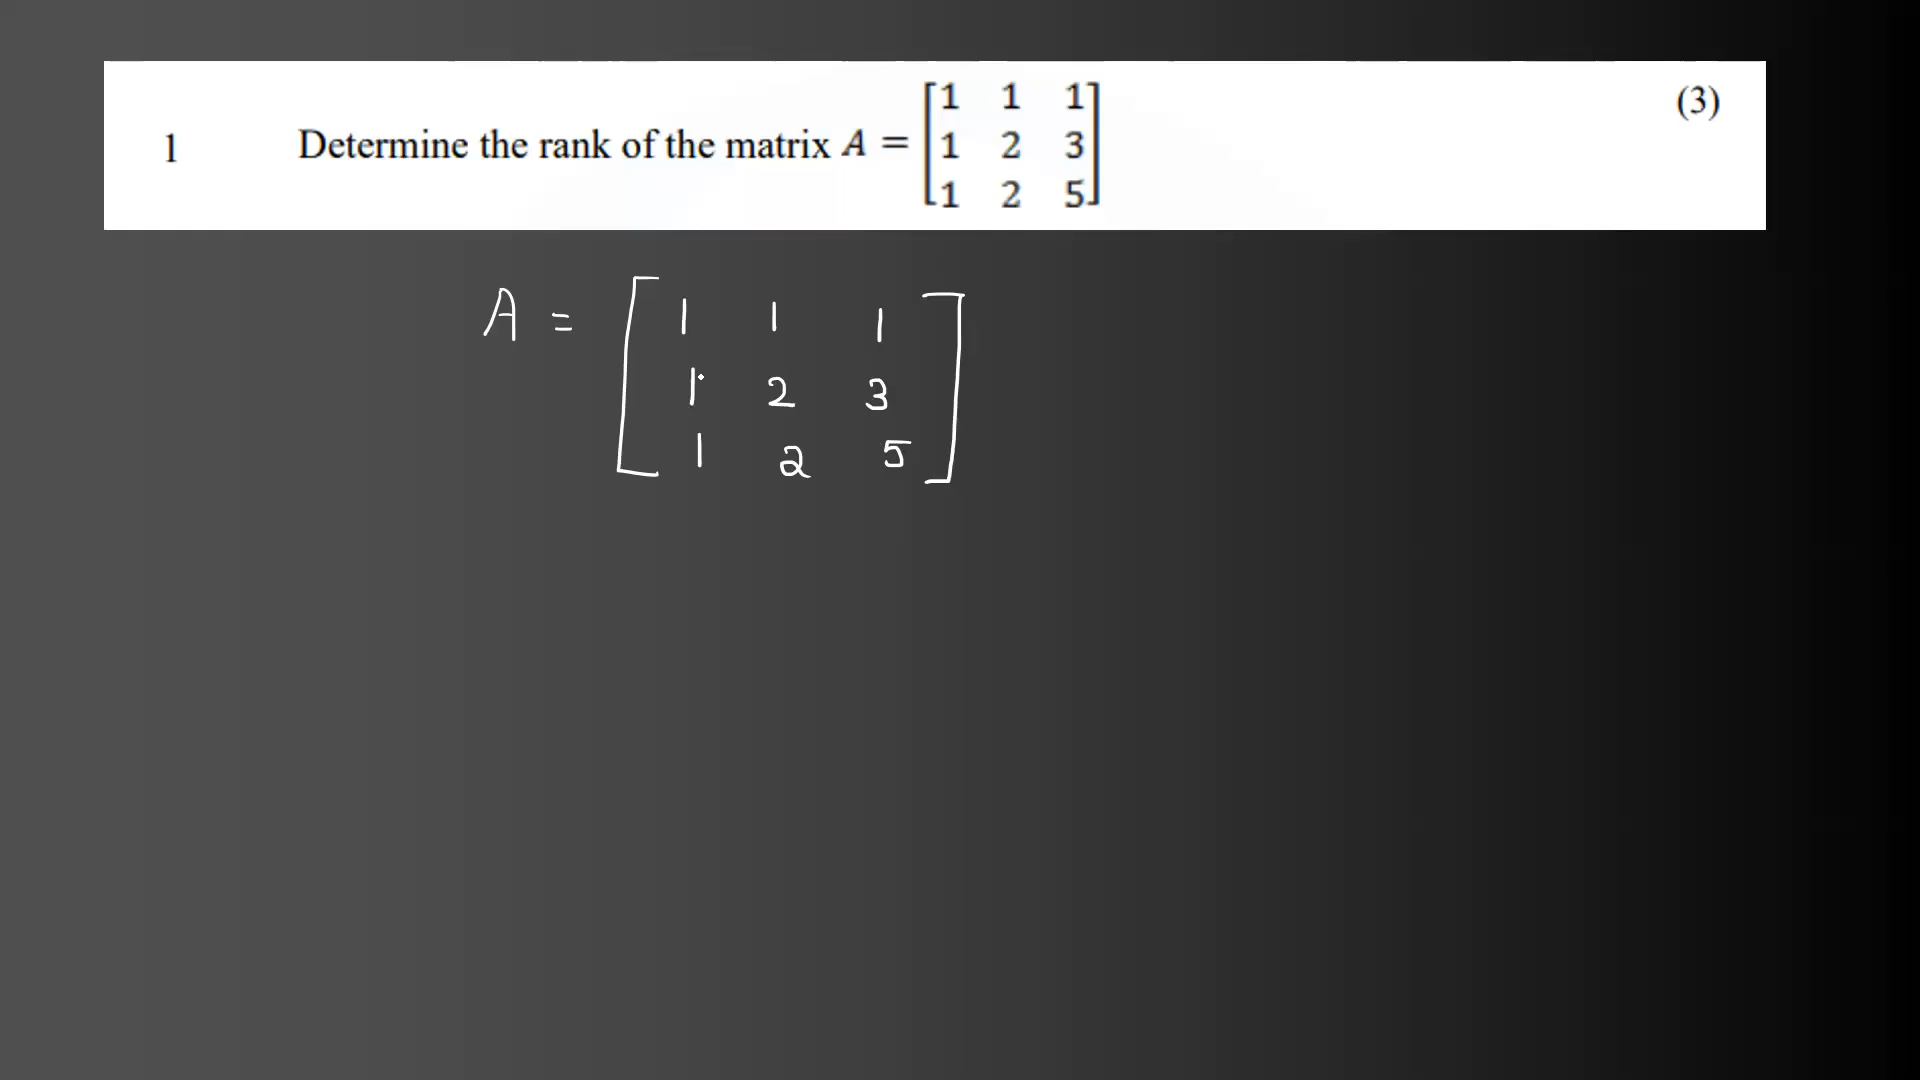 1 Determine the rank of the matrix A = [1 1 1
1 2 3
1 2 5] (3)
A = [1 1 1
1 2 3
1 2 5]